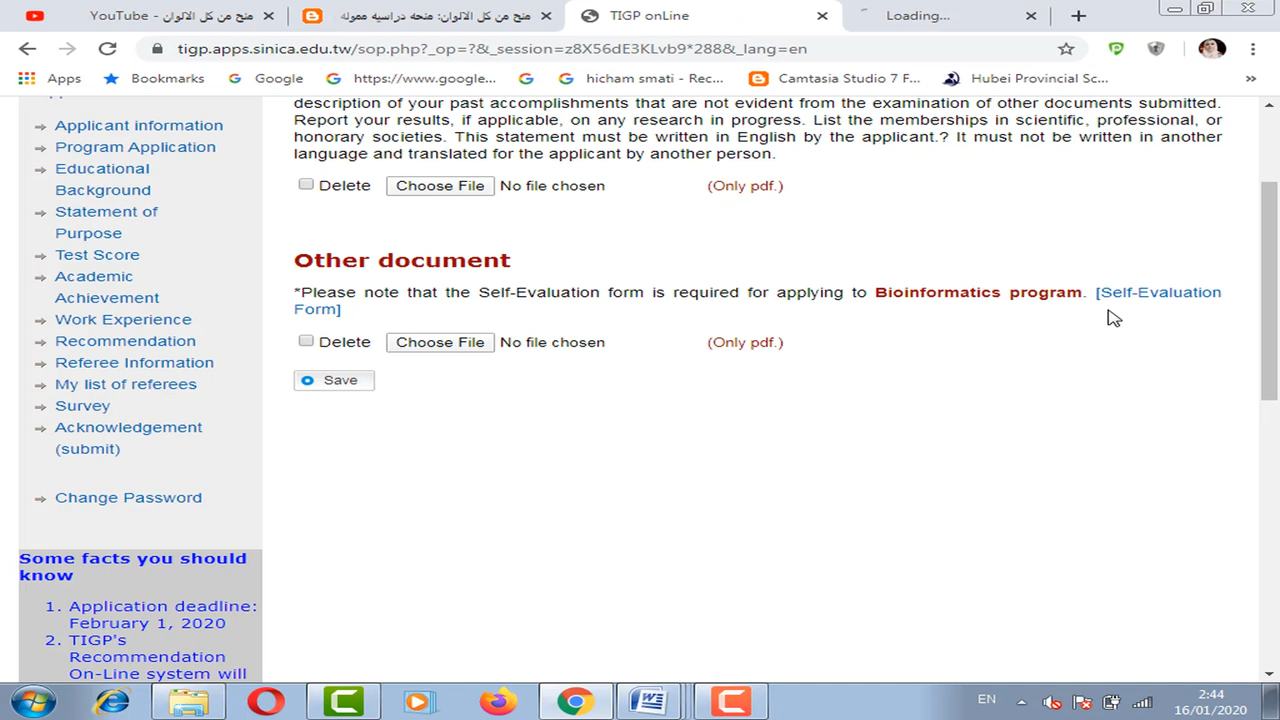 YouTube - منح من كل الالوان
منح من كل الالوان: منحه دراسيه مموله
TIGP onLine
Loading...
tigp.apps.sinica.edu.tw/sop.php?_op=?&_session=z8X56dE3KLvb9*288&_lang=en
Apps
Bookmarks
Google
https://www.google...
hicham smati - Rec...
Camtasia Studio 7 F...
Hubei Provincial Sc...
»
Applicant information
Program Application
Educational
Background
Statement of
Purpose
Test Score
Academic
Achievement
Work Experience
Recommendation
Referee Information
My list of referees
Survey
Acknowledgement
(submit)
Change Password
Some facts you should
know
1. Application deadline:
February 1, 2020
2. TIGP's
Recommendation
On-Line system will
description of your past accomplishments that are not evident from the examination of other documents submitted.
Report your results, if applicable, on any research in progress. List the memberships in scientific, professional, or
honorary societies. This statement must be written in English by the applicant.? It must not be written in another
language and translated for the applicant by another person.
Delete Choose File No file chosen (Only pdf.)
Other document
*Please note that the Self-Evaluation form is required for applying to Bioinformatics program. [Self-Evaluation
Form]
Delete Choose File No file chosen (Only pdf.)
Save
EN
2:44
16/01/2020